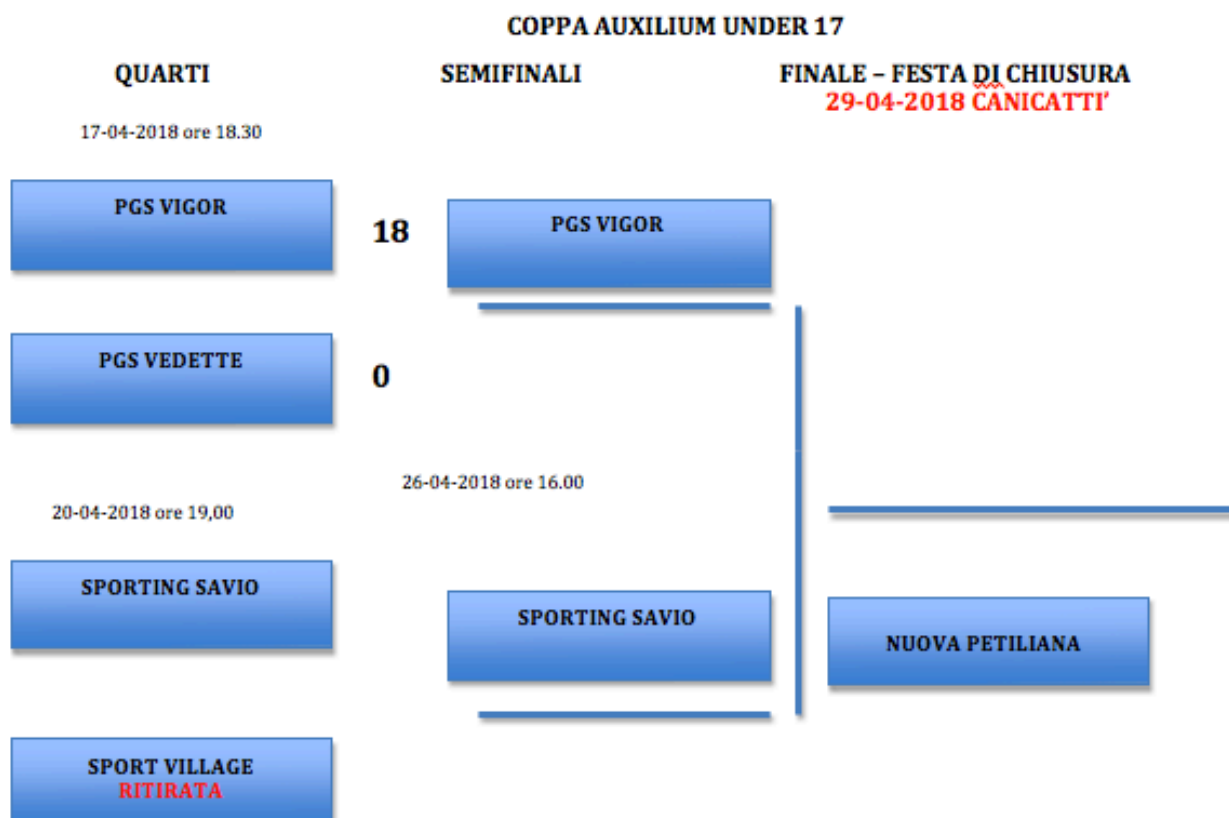 COPPA AUXILIUM UNDER 17
QUARTI
SEMIFINALI
FINALE – FESTA DI CHIUSURA
29-04-2018 CANICATTI’
17-04-2018 ore 18.30
PGS VIGOR
18
PGS VIGOR
PGS VEDETTE
0
26-04-2018 ore 16.00
20-04-2018 ore 19,00
SPORTING SAVIO
SPORTING SAVIO
NUOVA PETILIANA
SPORT VILLAGE
RITIRATA